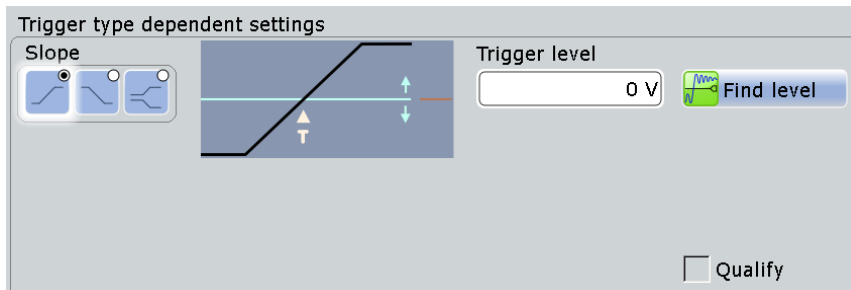 Trigger type dependent settings
Slope
Trigger level
0 V
Find level
T
Qualify